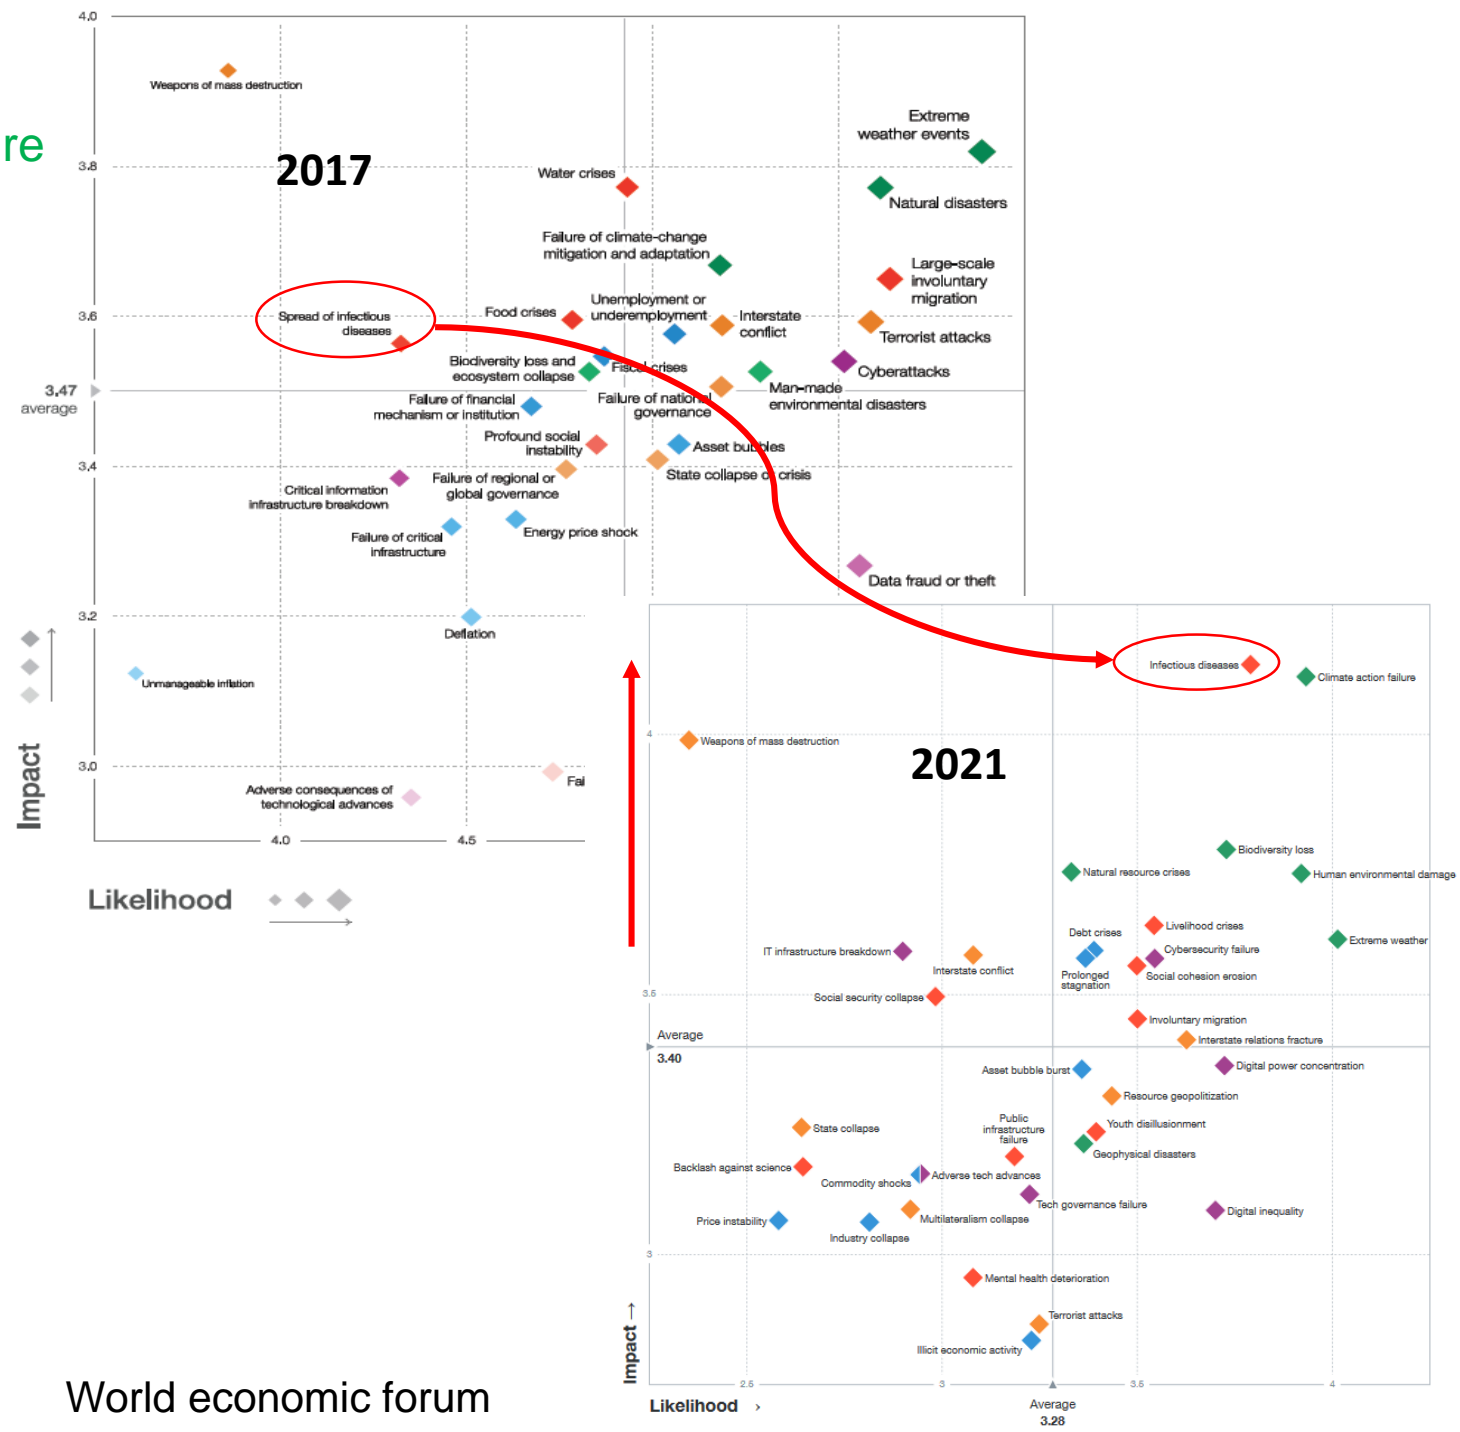 4.0
Weapons of mass destruction
Extreme
weather events
re
3.8
2017
Water crises
Natural disasters
Failure of climate-change
mitigation and adaptation
Large-scale
involuntary
migration
Unemployment or
underemployment
3.6
Spread of infectious
diseases
Food crises
Interstate
conflict
Terrorist attacks
Biodiversity loss and
ecosystem collapse
Fiscal crises
Cyberattacks
3.47
average
Failure of financial
mechanism or institution
Failure of national
governance
Man-made
environmental disasters
Profound social
instability
Asset bubbles
3.4
Failure of regional or
global governance
State collapse or crisis
Critical information
infrastructure breakdown
Failure of critical
infrastructure
Energy price shock
Data fraud or theft
3.2
Deflation
Unmanageable inflation
3.0
Fai
Adverse consequences of
technological advances
Impact
4.0
4.5
Likelihood
Infectious diseases
Climate action failure
4
Weapons of mass destruction
2021
Biodiversity loss
Natural resource crises
Human environmental damage
Livelihood crises
Debt crises
Extreme weather
IT infrastructure breakdown
Cybersecurity failure
Interstate conflict
Prolonged
stagnation
Social cohesion erosion
3.5
Social security collapse
Involuntary migration
Average
3.40
Interstate relations fracture
Asset bubble burst
Digital power concentration
Resource geopolitization
State collapse
Public
infrastructure
failure
Youth disillusionment
Geophysical disasters
Backlash against science
Commodity shocks
Adverse tech advances
Tech governance failure
Price instability
Industry collapse
Multilateralism collapse
Digital inequality
3
Mental health deterioration
Terrorist attacks
Illicit economic activity
Impact →
2.5
3
3.5
4
Likelihood ›
Average
3.28
World economic forum